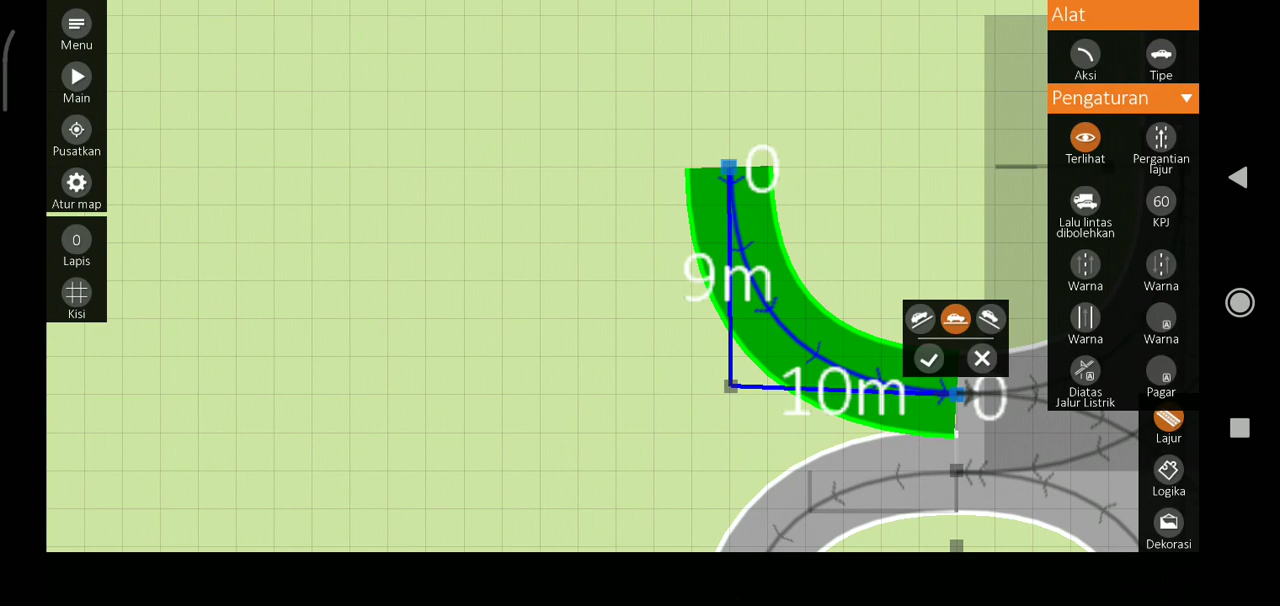 Menu
Main
Pusatkan
Atur map
0
Lapis
Kisi
0
9m
10m
0
Alat
Aksi
Tipe
Pengaturan
Terlihat
Pergantian
lajur
Lalu lintas
dibolehkan
60
KPJ
Warna
Warna
Warna
A
Warna
A
Diatas
Jalur Listrik
A
Pagar
Lajur
Logika
Dekorasi